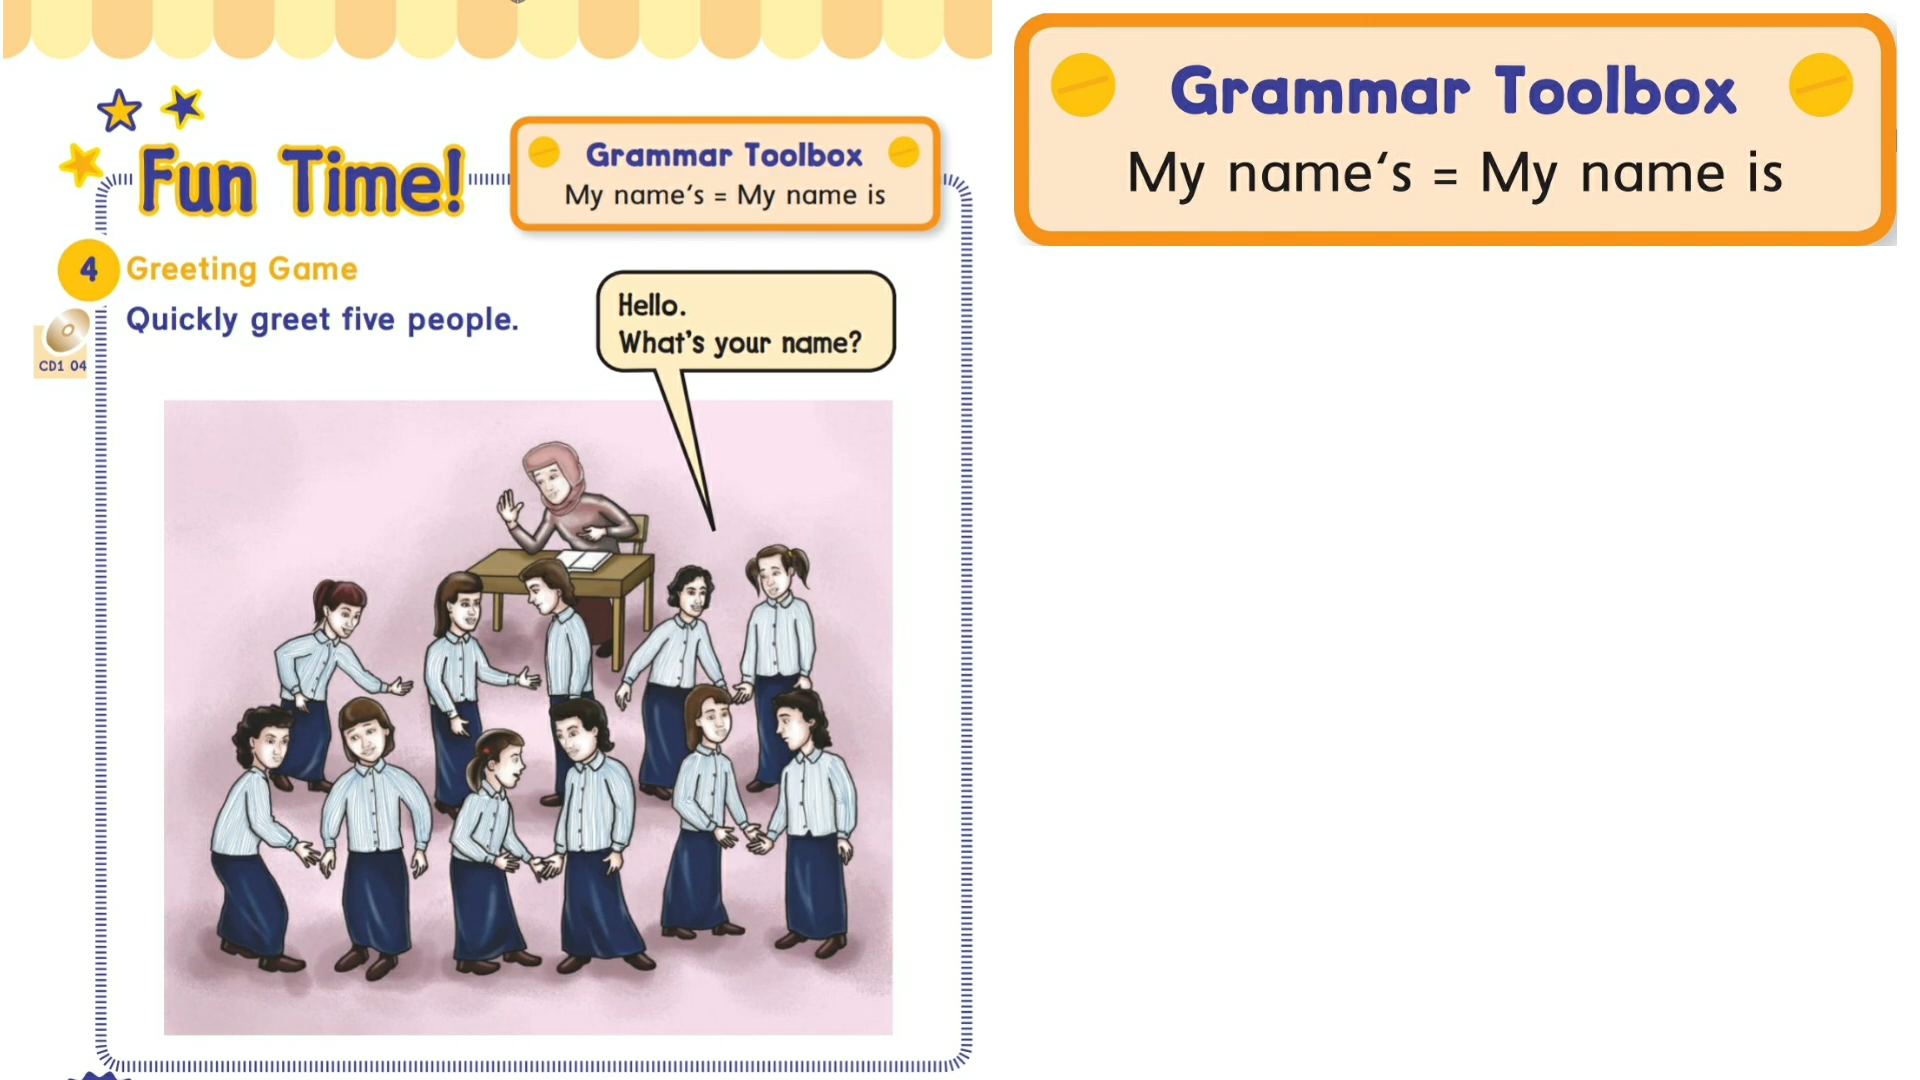 Fun Time!
Grammar Toolbox
My name‘s = My name is
4 Greeting Game
Quickly greet five people.
CD1 04
Hello.
What's your name?
Grammar Toolbox
My name‘s = My name is